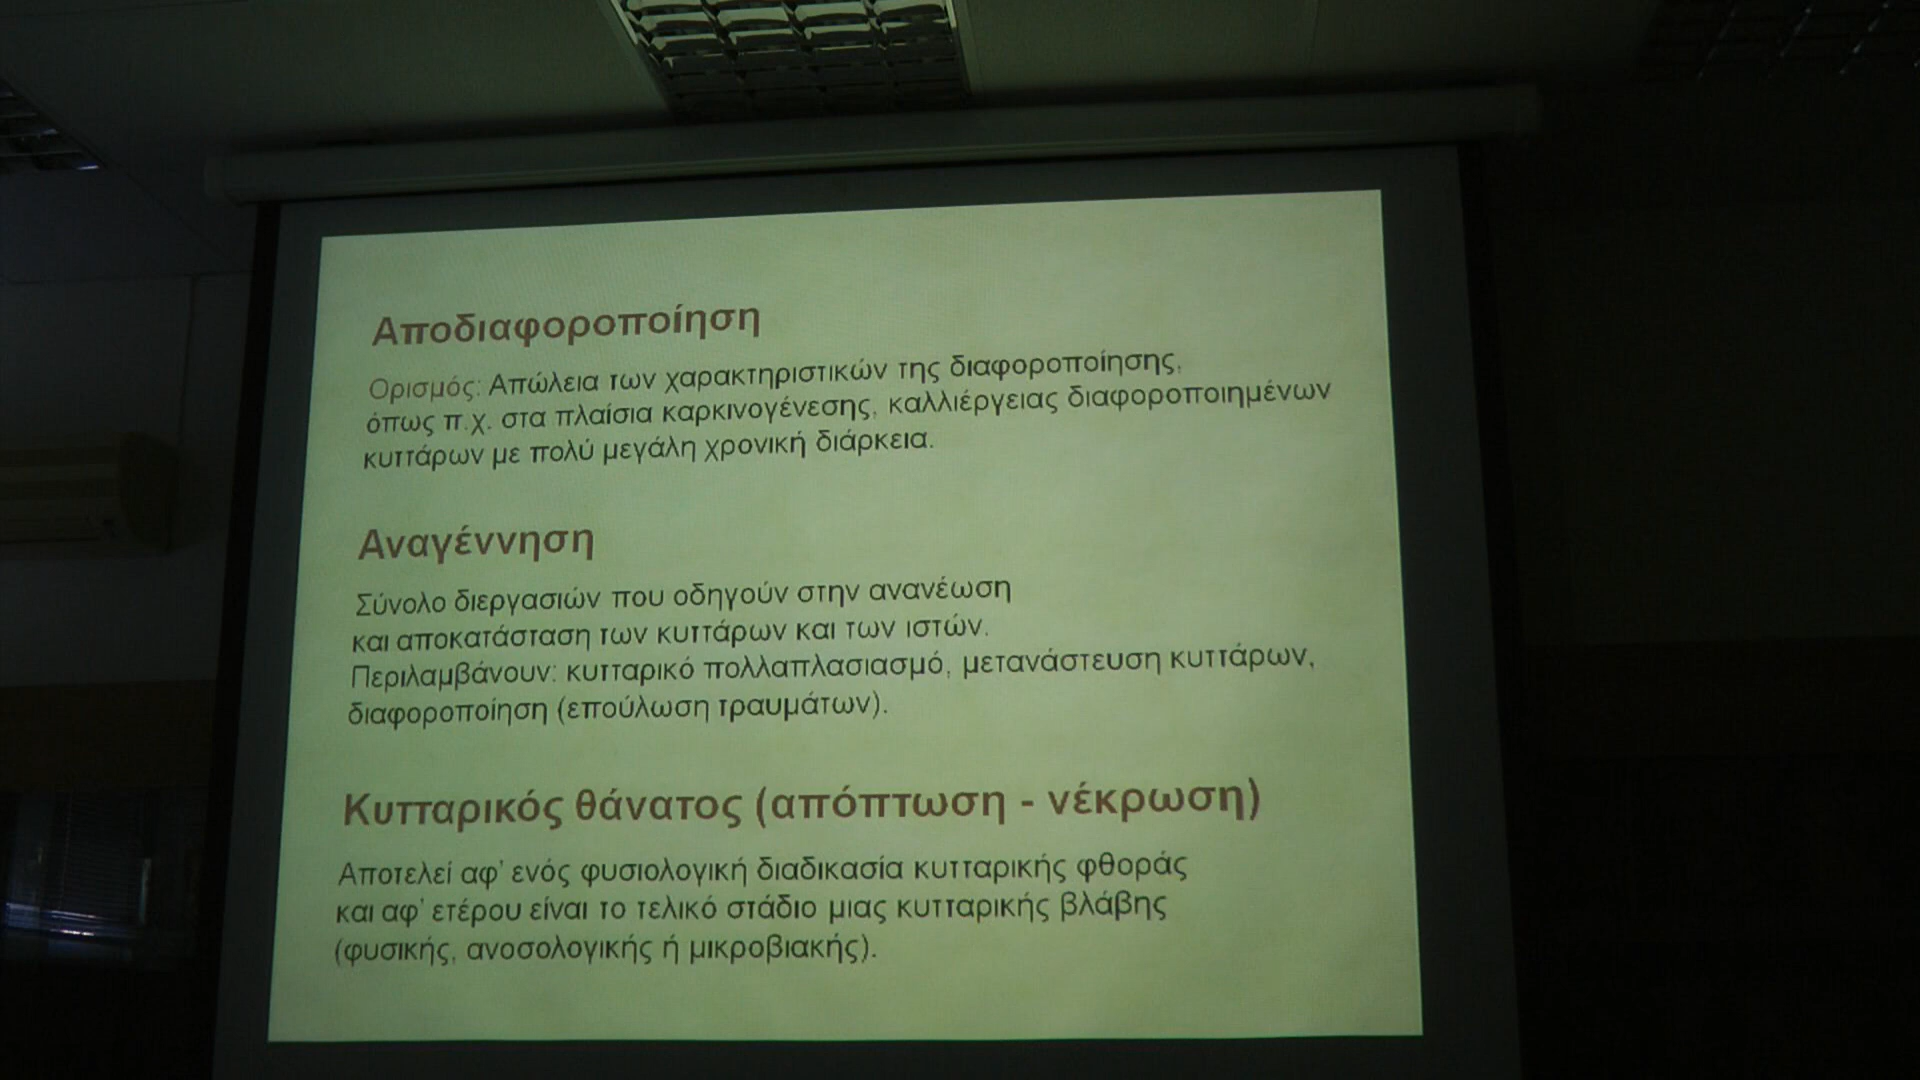 Αποδιαφοροποίηση
Ορισμός: Απώλεια των χαρακτηριστικών της διαφοροποίησης,
όπως π.χ. στα πλαίσια καρκινογένεσης, καλλιέργειας διαφοροποιημένων
κυττάρων με πολύ μεγάλη χρονική διάρκεια.
Αναγέννηση
Σύνολο διεργασιών που οδηγούν στην ανανέωση
και αποκατάσταση των κυττάρων και των ιστών.
Περιλαμβάνουν: κυτταρικό πολλαπλασιασμό, μετανάστευση κυττάρων,
διαφοροποίηση (επούλωση τραυμάτων).
Κυτταρικός θάνατος (απόπτωση - νέκρωση)
Αποτελεί αφ’ ενός φυσιολογική διαδικασία κυτταρικής φθοράς
και αφ’ ετέρου είναι το τελικό στάδιο μιας κυτταρικής βλάβης
(φυσικής, ανοσολογικής ή μικροβιακής).